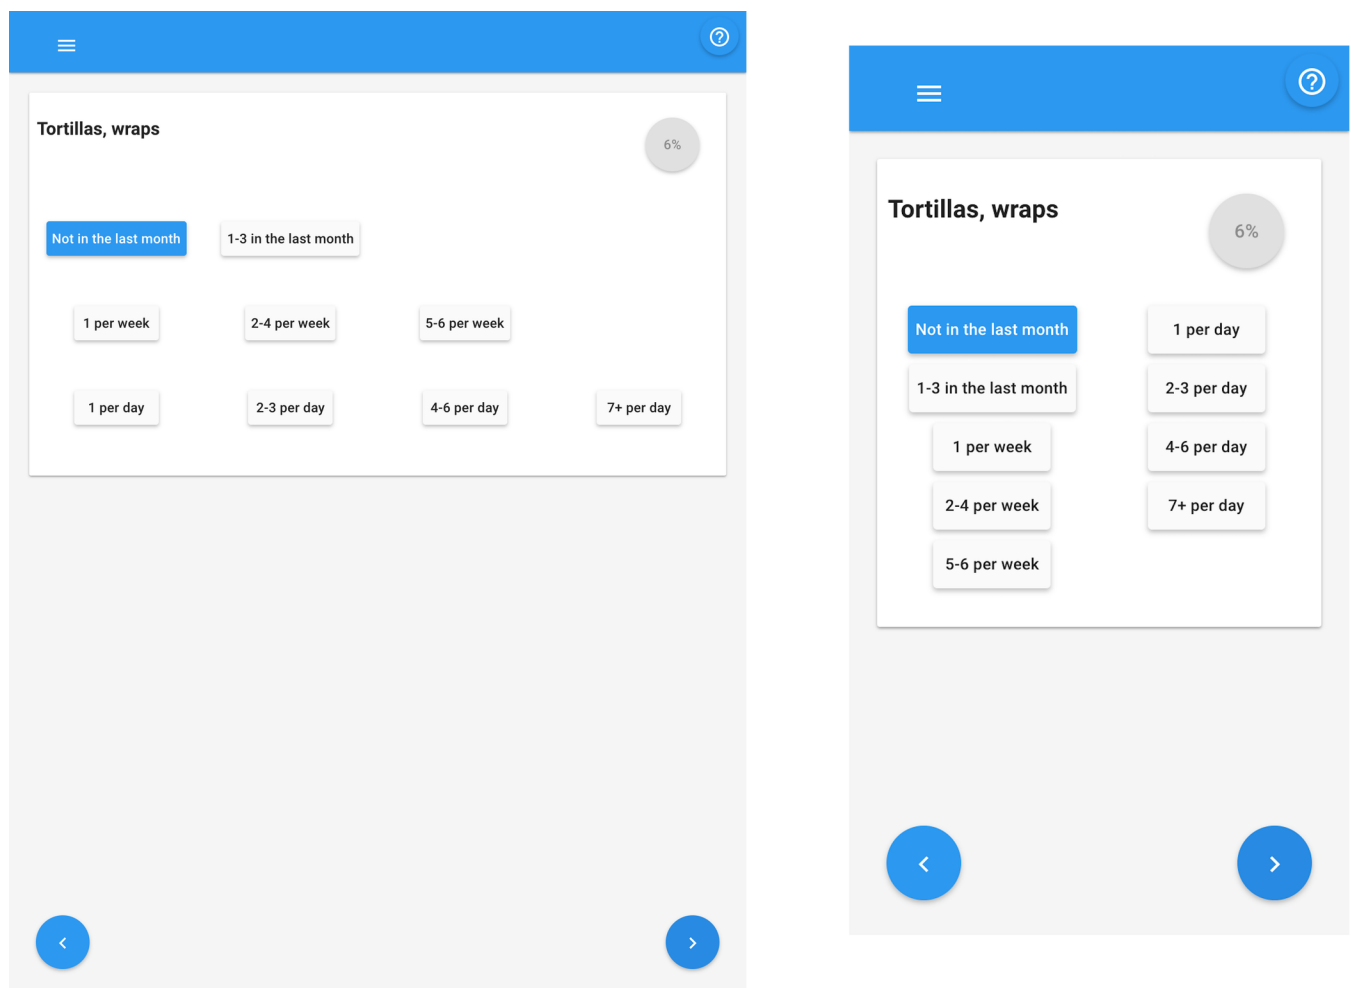 Tortillas, wraps
6%
Not in the last month
1-3 in the last month
1 per week
2-4 per week
5-6 per week
1 per day
2-3 per day
4-6 per day
7+ per day
Tortillas, wraps
6%
Not in the last month
1-3 in the last month
1 per week
2-4 per week
5-6 per week
1 per day
2-3 per day
4-6 per day
7+ per day